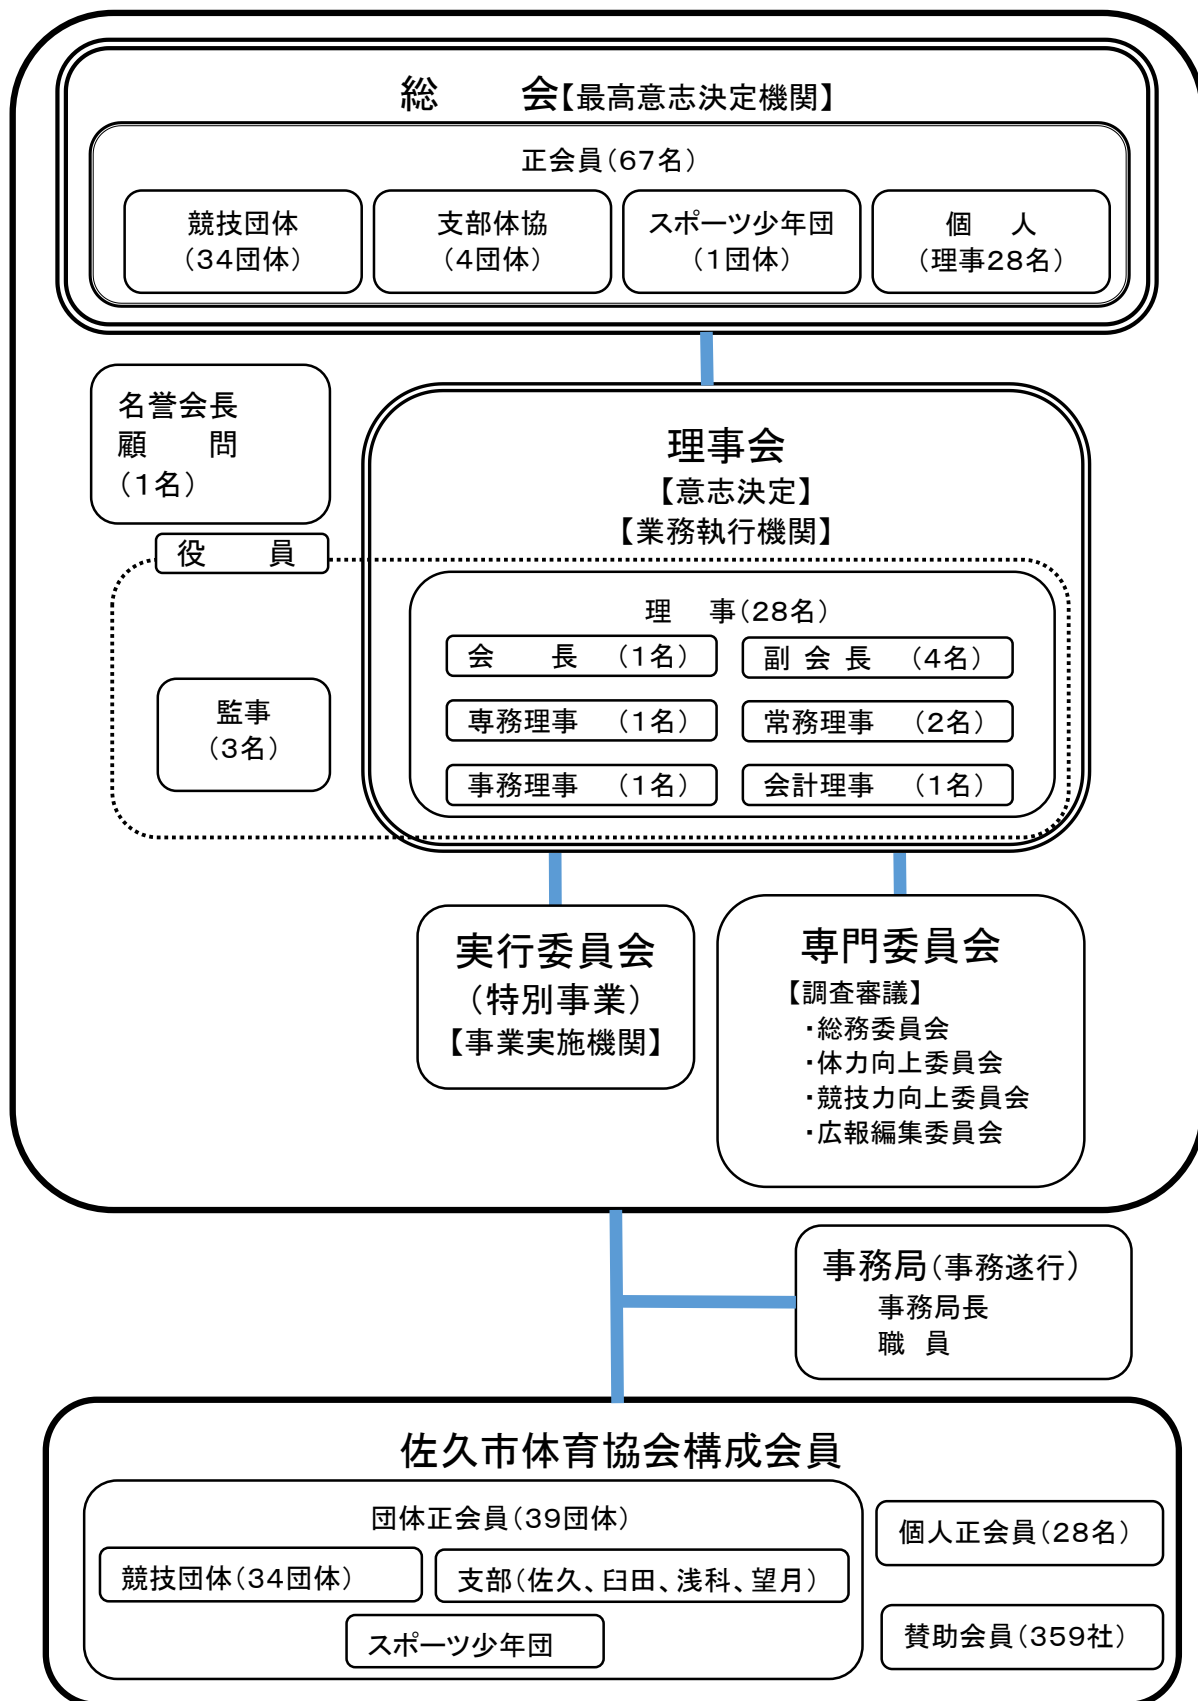 総　会【最高意志決定機関】
正会員(67名)
競技団体
(34団体)
支部体協
(4団体)
スポーツ少年団
(1団体)
個　人
(理事28名)
名誉会長
顧　問
(1名)
理事会
【意志決定】
【業務執行機関】
役　員
理　事(28名)
会　長　(1名)
副 会 長　(4名)
監事
(3名)
専務理事　(1名)
常務理事　(2名)
事務理事　(1名)
会計理事　(1名)
実行委員会
(特別事業)
【事業実施機関】
専門委員会
【調査審議】
・総務委員会
・体力向上委員会
・競技力向上委員会
・広報編集委員会
事務局(事務遂行)
事務局長
職 員
佐久市体育協会構成会員
団体正会員(39団体)
競技団体(34団体)
支部(佐久、臼田、浅科、望月)
スポーツ少年団
個人正会員(28名)
賛助会員(359社)